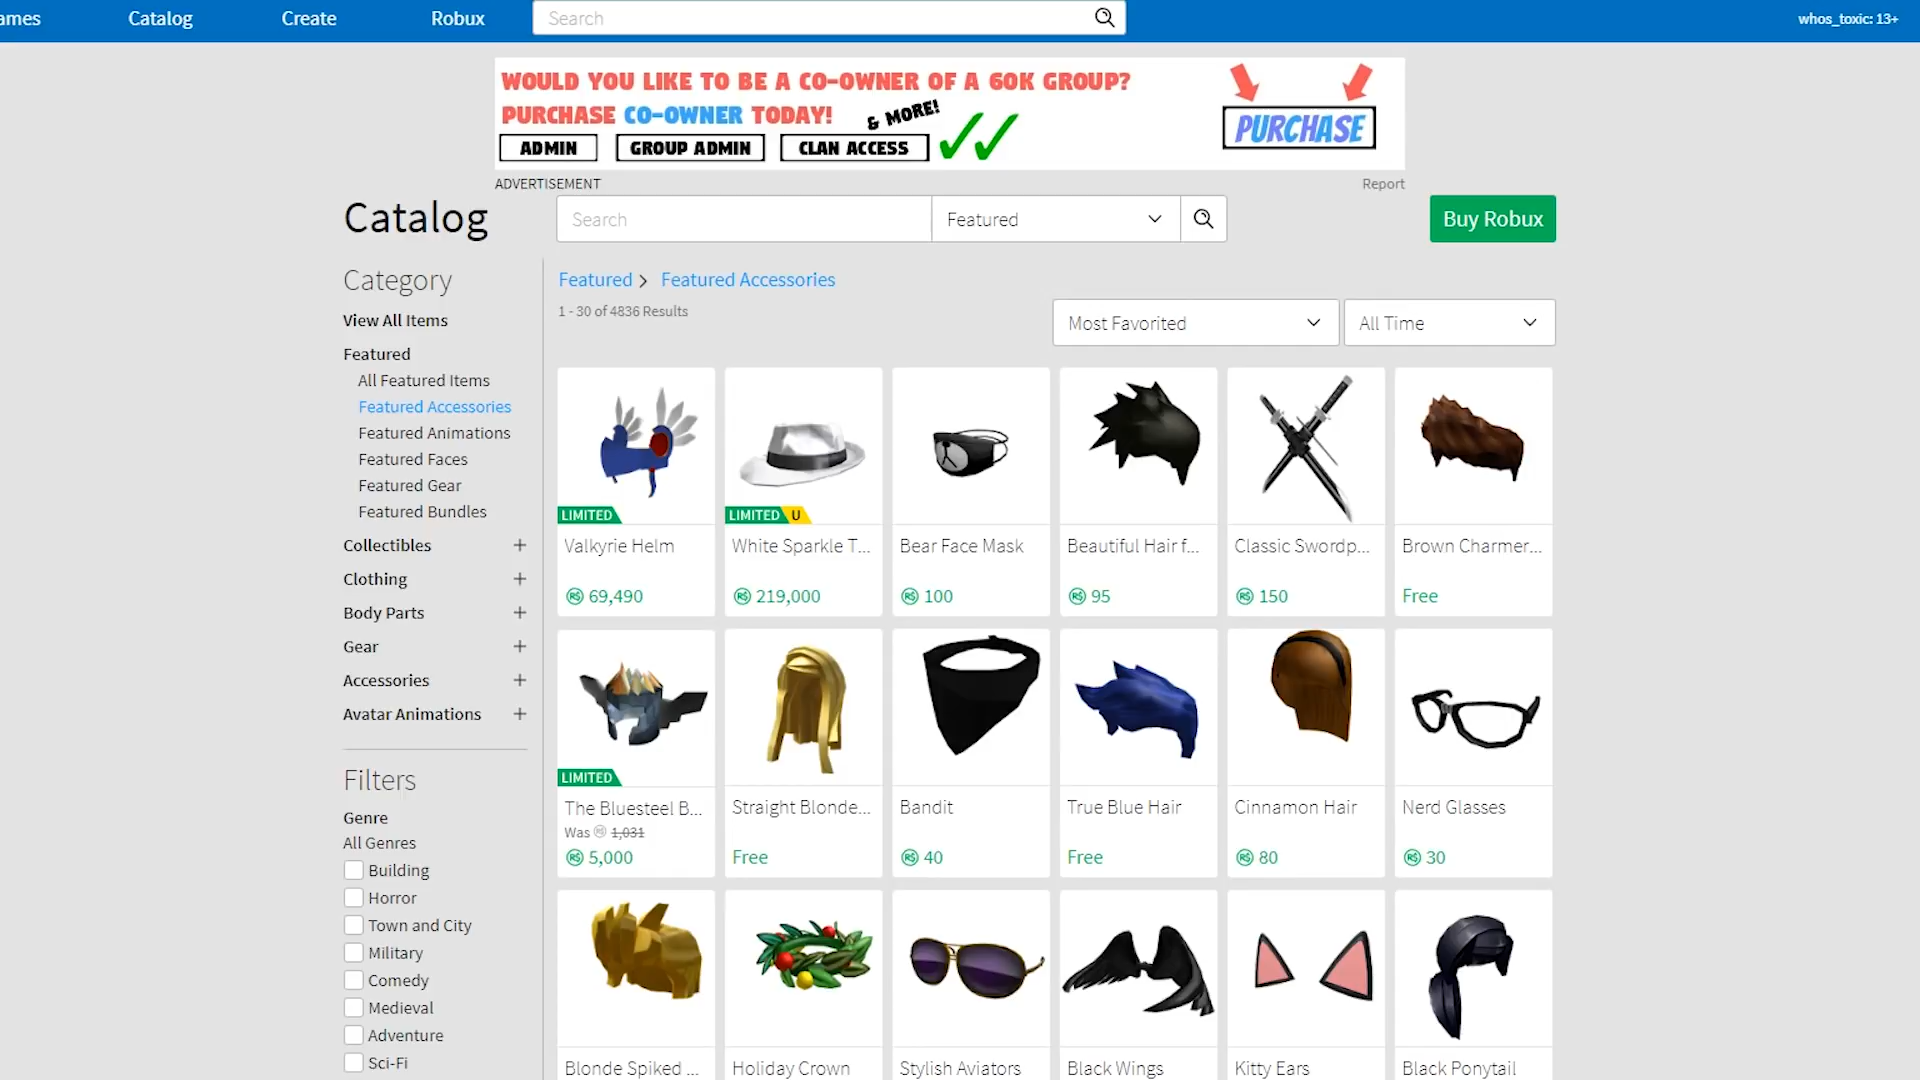 ames
Catalog
Create
Robux
Search
whos_toxic: 13+
WOULD YOU LIKE TO BE A CO-OWNER OF A 60K GROUP?
PURCHASE CO-OWNER TODAY!
& MORE!
ADMIN
GROUP ADMIN
CLAN ACCESS
PURCHASE
ADVERTISEMENT
Report
Catalog
Search
Featured
Buy Robux
Category
View All Items
Featured
All Featured Items
Featured Accessories
Featured Animations
Featured Faces
Featured Gear
Featured Bundles
Collectibles +
Clothing +
Body Parts +
Gear +
Accessories +
Avatar Animations +
Filters
Genre
All Genres
Building
Horror
Town and City
Military
Comedy
Medieval
Adventure
Sci-Fi
Featured > Featured Accessories
1 - 30 of 4836 Results
Most Favorited
All Time
LIMITED
Valkyrie Helm
R$ 69,490
LIMITED U
White Sparkle T...
R$ 219,000
Bear Face Mask
R$ 100
Beautiful Hair f...
R$ 95
Classic Swordp...
R$ 150
Brown Charmer...
Free
LIMITED
The Bluesteel B...
Was R$ 1,031
R$ 5,000
Straight Blonde...
Free
Bandit
R$ 40
True Blue Hair
Free
Cinnamon Hair
R$ 80
Nerd Glasses
R$ 30
Blonde Spiked ...
Holiday Crown
Stylish Aviators
Black Wings
Kitty Ears
Black Ponytail